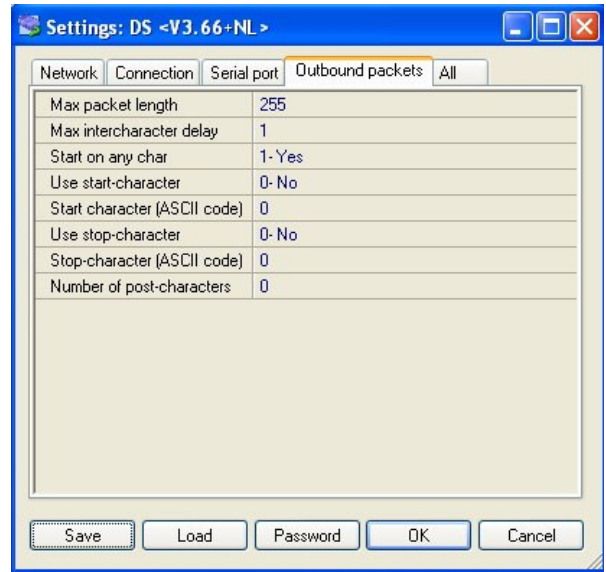 Settings: DS <V3.66+NL>
Network Connection Serial port Outbound packets All
Max packet length 255
Max intercharacter delay 1
Start on any char 1- Yes
Use start-character 0- No
Start character (ASCII code) 0
Use stop-character 0- No
Stop-character (ASCII code) 0
Number of post-characters 0
Save Load Password OK Cancel